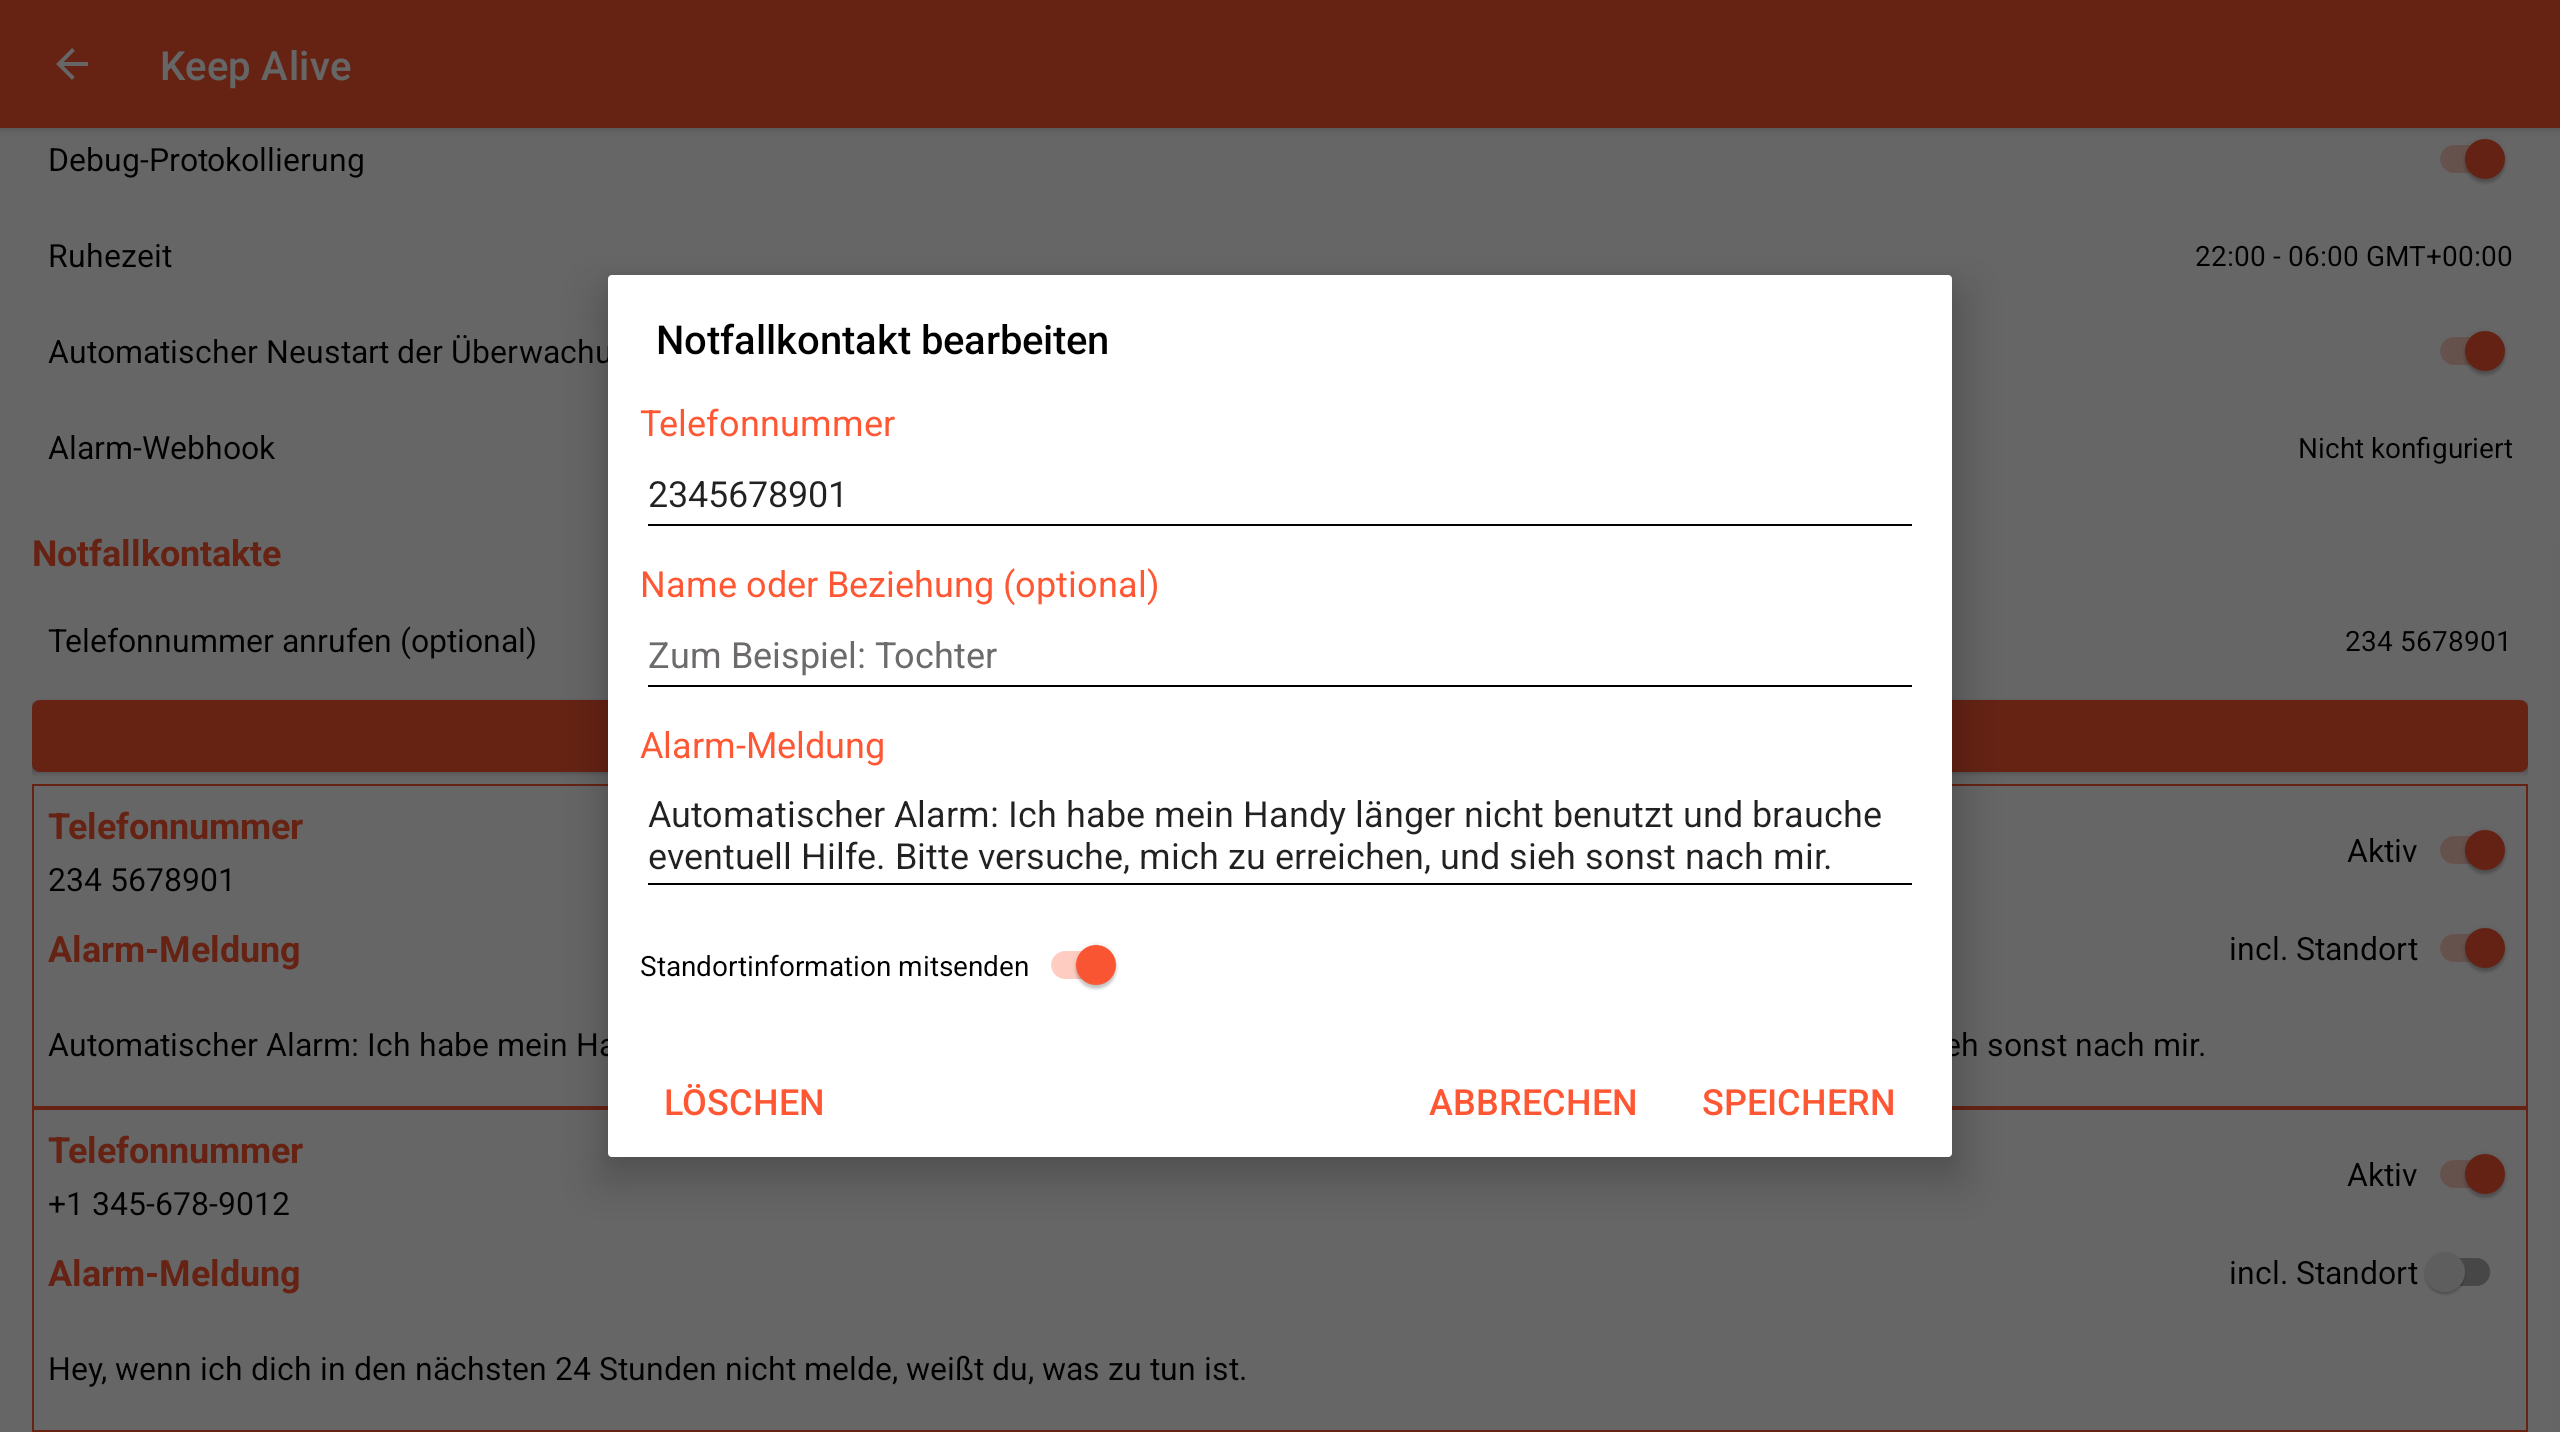 Keep Alive
Debug-Protokollierung
Ruhezeit
22:00 - 06:00 GMT+00:00
Automatischer Neustart der Überwachu
Alarm-Webhook
Nicht konfiguriert
Notfallkontakte
Telefonnummer anrufen (optional)
234 5678901
Telefonnummer
234 5678901
Aktiv
Alarm-Meldung
incl. Standort
Automatischer Alarm: Ich habe mein Ha
eh sonst nach mir.
Telefonnummer
+1 345-678-9012
Aktiv
Alarm-Meldung
incl. Standort
Hey, wenn ich dich in den nächsten 24 Stunden nicht melde, weißt du, was zu tun ist.
Notfallkontakt bearbeiten
Telefonnummer
2345678901
Name oder Beziehung (optional)
Zum Beispiel: Tochter
Alarm-Meldung
Automatischer Alarm: Ich habe mein Handy länger nicht benutzt und brauche
eventuell Hilfe. Bitte versuche, mich zu erreichen, und sieh sonst nach mir.
Standortinformation mitsenden
LÖSCHEN
ABBRECHEN
SPEICHERN